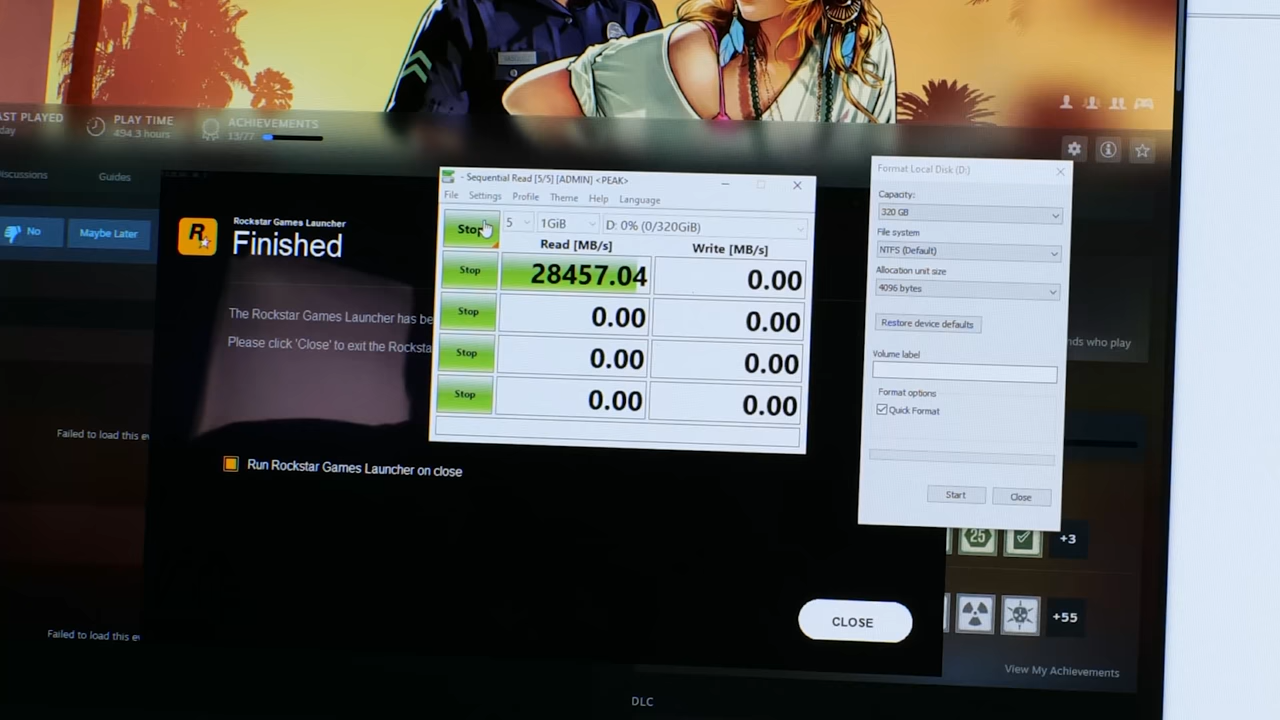 AST PLAYED
day
PLAY TIME
494.3 hours
ACHIEVEMENTS
13/77
iscussions
Guides
No
Maybe Later
R
Rockstar Games Launcher
Finished
The Rockstar Games Launcher has be
Please click 'Close' to exit the Rocksta
Run Rockstar Games Launcher on close
CLOSE
- Sequential Read [5/5] [ADMIN] <PEAK>
File Settings Profile Theme Help Language
Stop 5 1GiB D: 0% (0/320GiB)
Read [MB/s] Write [MB/s]
Stop 28457.04 0.00
Stop 0.00 0.00
Stop 0.00 0.00
Stop 0.00 0.00
Format Local Disk (D:)
Capacity:
320 GB
File system
NTFS (Default)
Allocation unit size
4096 bytes
Restore device defaults
Volume label
Format options
Quick Format
Start Close
nds who play
Failed to load this ev
25
+3
+55
Failed to load this ev
View My Achievements
DLC